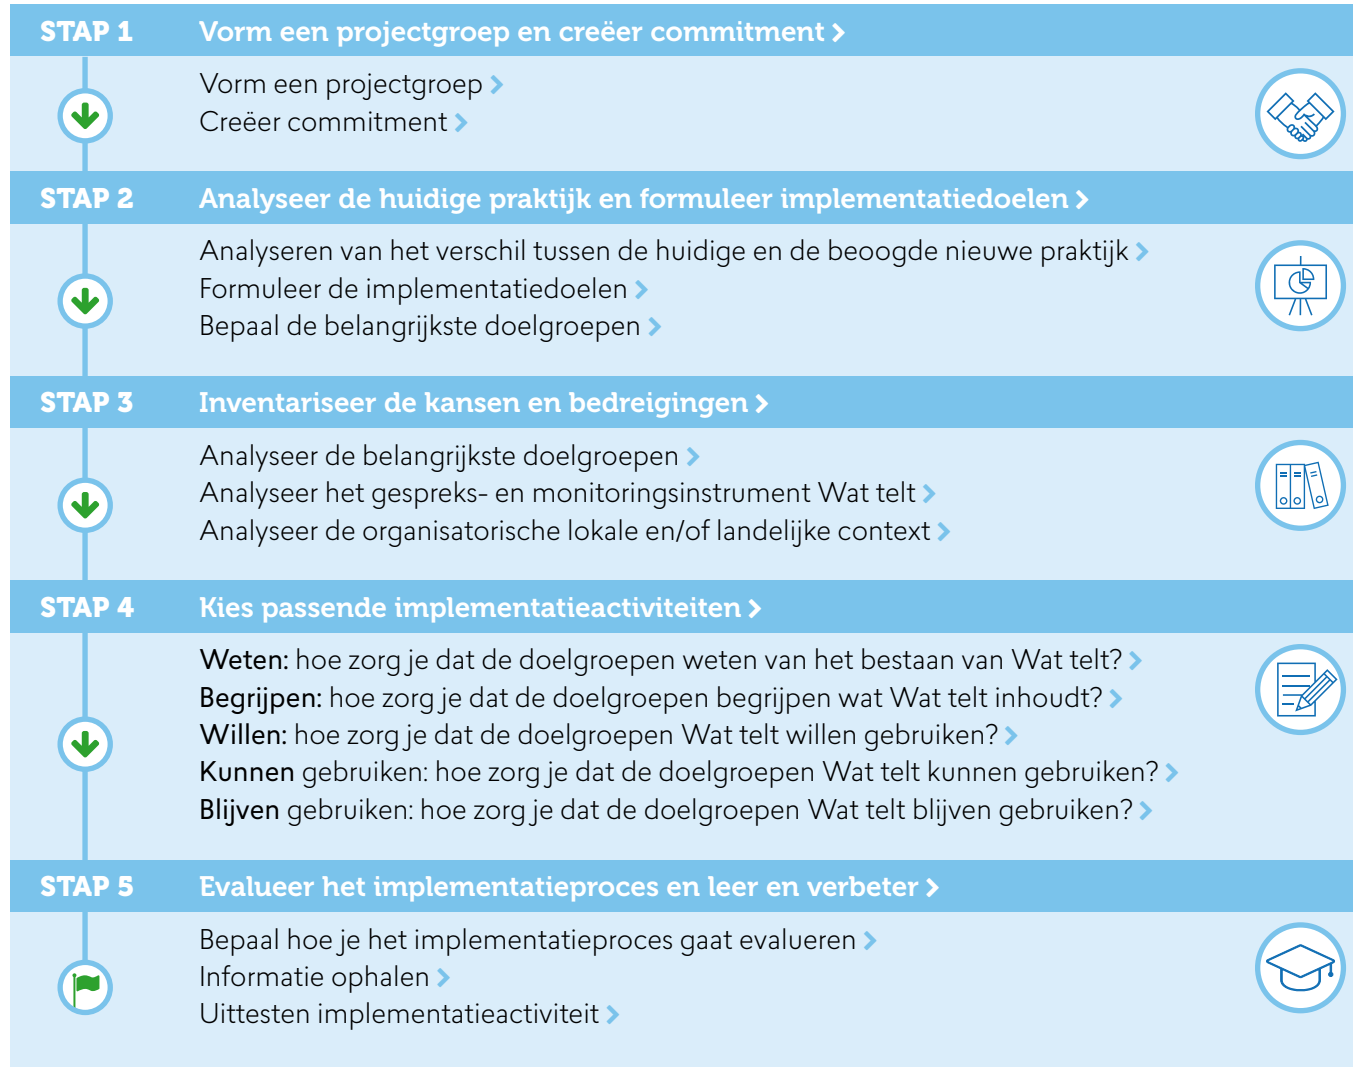 STAP 1 Vorm een projectgroep en creëer commitment >
Vorm een projectgroep >
Creëer commitment >
STAP 2 Analyseer de huidige praktijk en formuleer implementatiedoelen >
Analyseren van het verschil tussen de huidige en de beoogde nieuwe praktijk >
Formuleer de implementatiedoelen >
Bepaal de belangrijkste doelgroepen >
STAP 3 Inventariseer de kansen en bedreigingen >
Analyseer de belangrijkste doelgroepen >
Analyseer het gespreks- en monitoringsinstrument Wat telt >
Analyseer de organisatorische lokale en/of landelijke context >
STAP 4 Kies passende implementatieactiviteiten >
Weten: hoe zorg je dat de doelgroepen weten van het bestaan van Wat telt? >
Begrijpen: hoe zorg je dat de doelgroepen begrijpen wat Wat telt inhoudt? >
Willen: hoe zorg je dat de doelgroepen Wat telt willen gebruiken? >
Kunnen gebruiken: hoe zorg je dat de doelgroepen Wat telt kunnen gebruiken? >
Blijven gebruiken: hoe zorg je dat de doelgroepen Wat telt blijven gebruiken? >
STAP 5 Evalueer het implementatieproces en leer en verbeter >
Bepaal hoe je het implementatieproces gaat evalueren >
Informatie ophalen >
Uittesten implementatieactiviteit >